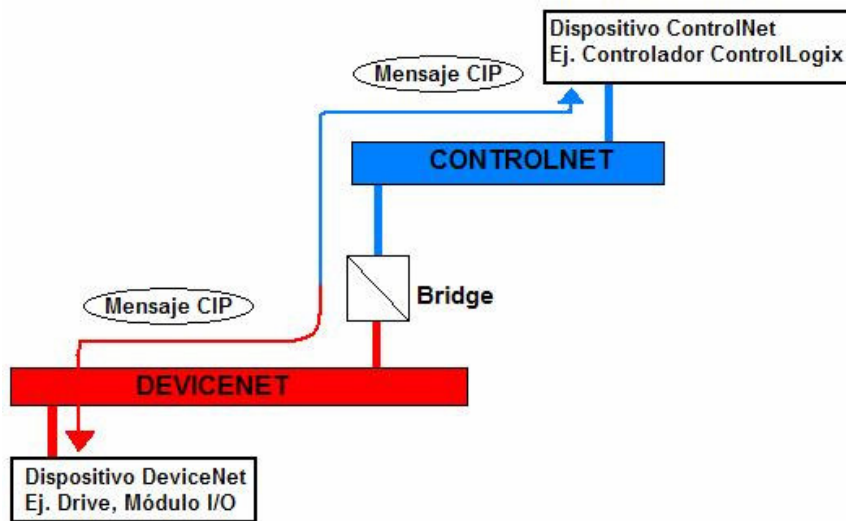 Dispositivo ControlNet
Ej. Controlador ControlLogix
Mensaje CIP
CONTROLNET
Bridge
Mensaje CIP
DEVICENET
Dispositivo DeviceNet
Ej. Drive, Módulo I/O